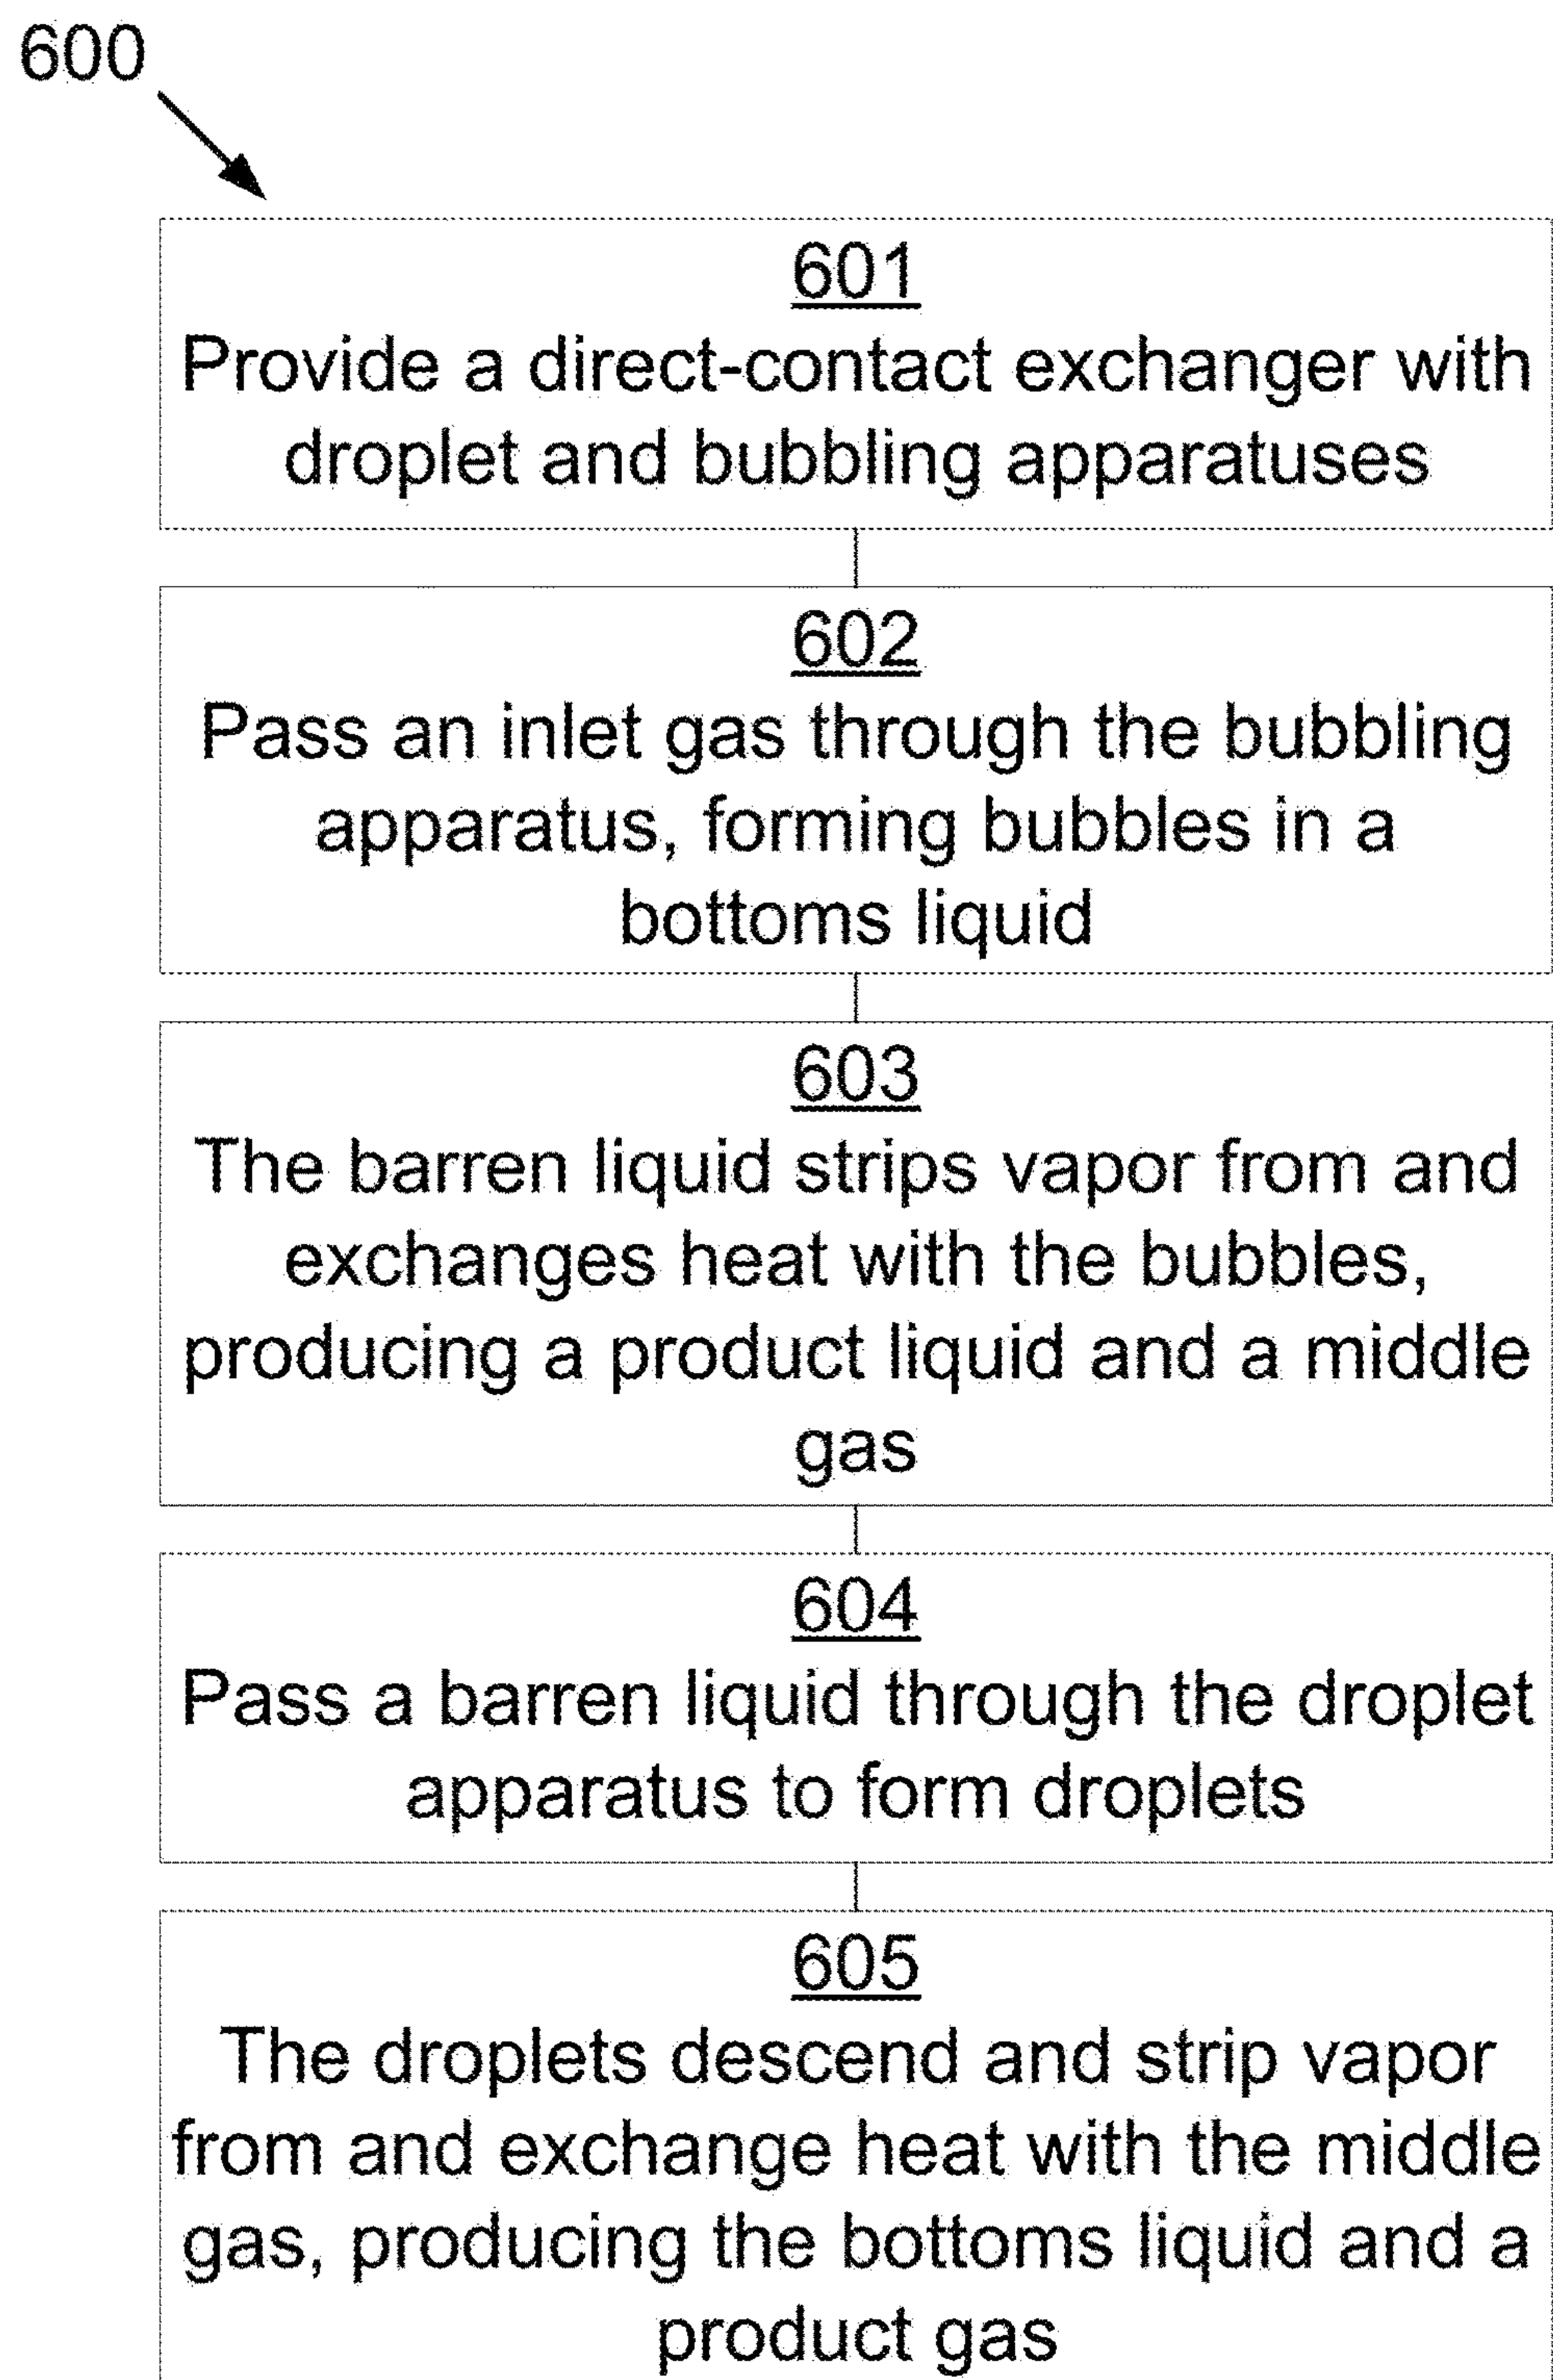 600
601
Provide a direct-contact exchanger with
droplet and bubbling apparatuses
602
Pass an inlet gas through the bubbling
apparatus, forming bubbles in a
bottoms liquid
603
The barren liquid strips vapor from and
exchanges heat with the bubbles,
producing a product liquid and a middle
gas
604
Pass a barren liquid through the droplet
apparatus to form droplets
605
The droplets descend and strip vapor
from and exchange heat with the middle
gas, producing the bottoms liquid and a
product gas